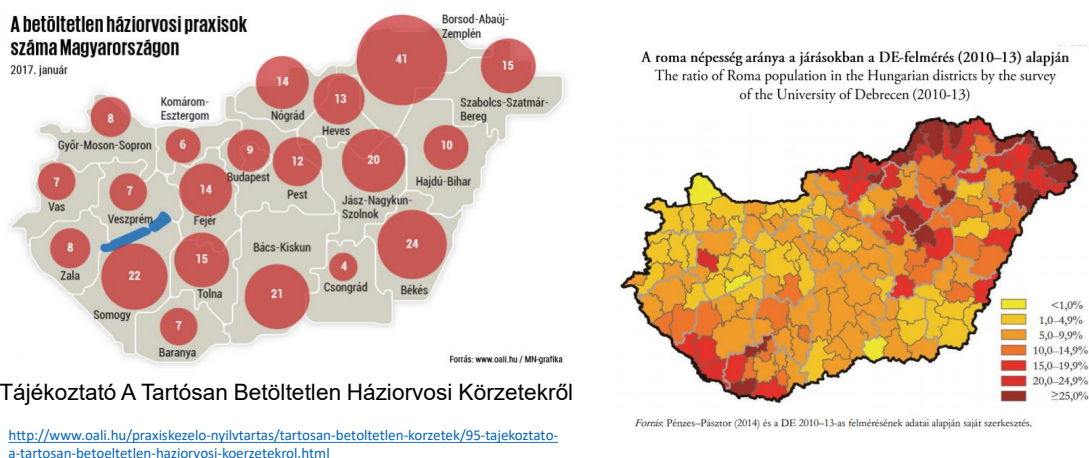 A betöltetlen háziorvosi praxisok
száma Magyarországon
2017. január
Borsod-Abaúj-
Zemplén
41
15
Szabolcs-Szatmár-
Bereg
14
Nógrád
13
Heves
Komárom-
Esztergom
8
Győr-Moson-Sopron
6
9
Budapest
12
Pest
20
Jász-Nagykun-
Szolnok
10
Hajdú-Bihar
7
Vas
7
Veszprém
14
Fejér
8
Zala
22
Somogy
15
Tolna
Bács-Kiskun
21
4
Csongrád
24
Békés
7
Baranya
Forrás: www.oali.hu / MN-grafika
Tájékoztató A Tartósan Betöltetlen Háziorvosi Körzetekről
http://www.oali.hu/praxiskezelo-nyilvtartas/tartosan-betoltetlen-korzetek/95-tajekoztato-
a-tartosan-betoeltetlen-haziorvosi-koerzetekrol.html
A roma népesség aránya a járásokban a DE-felmérés (2010–13) alapján
The ratio of Roma population in the Hungarian districts by the survey
of the University of Debrecen (2010-13)
<1,0%
1,0–4,9%
5,0–9,9%
10,0–14,9%
15,0–19,9%
20,0–24,9%
≥25,0%
Forrás: Pénzes–Pásztor (2014) és a DE 2010–13-as felmérésének adatai alapján saját szerkesztés.